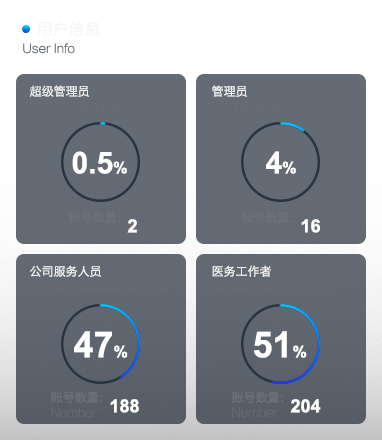 用户信息
User Info
超级管理员
0.5%
账号数量:
2
管理员
4%
账号数量:
16
公司服务人员
47%
账号数量:
Number
188
医务工作者
51%
账号数量:
Number
204